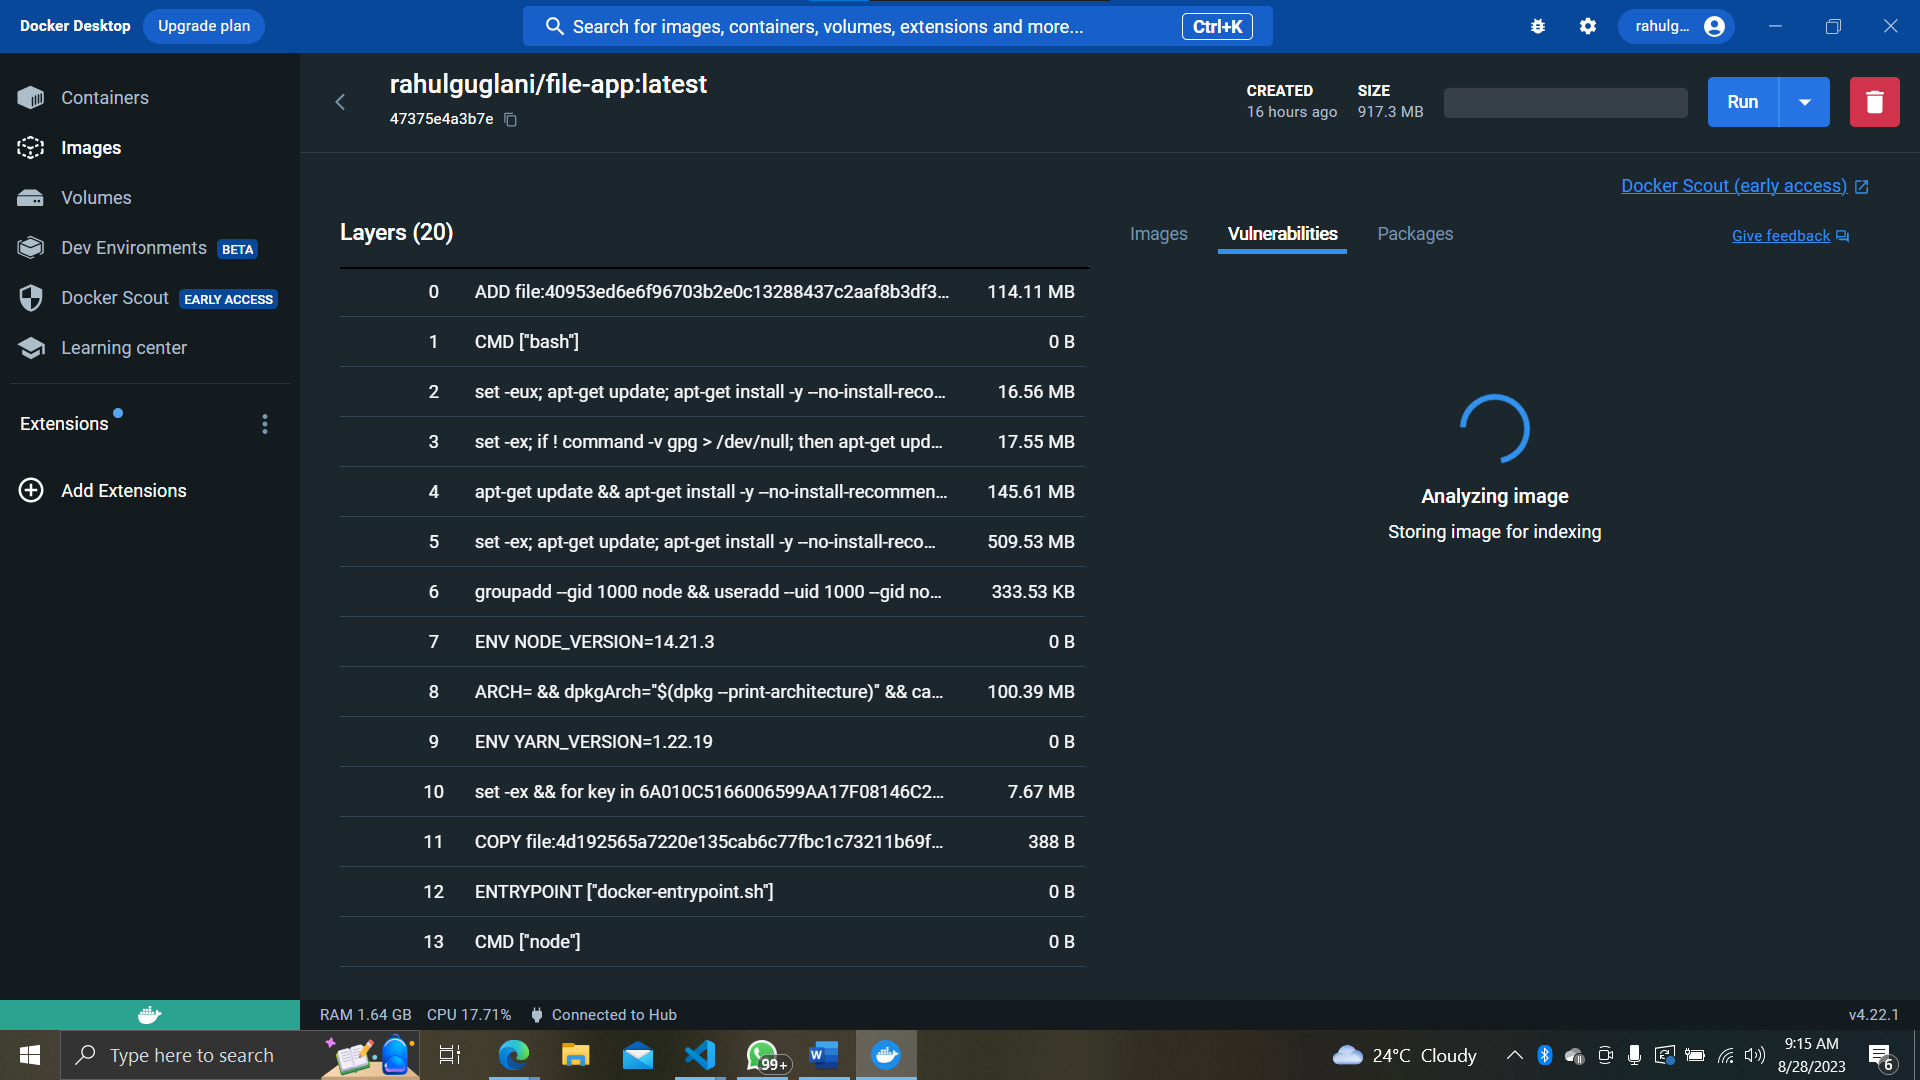 Docker Desktop
Upgrade plan
Search for images, containers, volumes, extensions and more...
Ctrl+K
rahulg...
Containers
Images
Volumes
Dev Environments BETA
Docker Scout EARLY ACCESS
Learning center
Extensions
Add Extensions
rahulguglani/file-app:latest
47375e4a3b7e
CREATED
16 hours ago
SIZE
917.3 MB
Run
Docker Scout (early access)
Layers (20)
0 ADD file:40953ed6e6f96703b2e0c13288437c2aaf8b3df3... 114.11 MB
1 CMD ["bash"] 0 B
2 set -eux; apt-get update; apt-get install -y --no-install-reco... 16.56 MB
3 set -ex; if ! command -v gpg > /dev/null; then apt-get upd... 17.55 MB
4 apt-get update && apt-get install -y --no-install-recommen... 145.61 MB
5 set -ex; apt-get update; apt-get install -y --no-install-reco... 509.53 MB
6 groupadd --gid 1000 node && useradd --uid 1000 --gid no... 333.53 KB
7 ENV NODE_VERSION=14.21.3 0 B
8 ARCH= && dpkgArch="$(dpkg --print-architecture)" && ca... 100.39 MB
9 ENV YARN_VERSION=1.22.19 0 B
10 set -ex && for key in 6A010C5166006599AA17F08146C2... 7.67 MB
11 COPY file:4d192565a7220e135cab6c77fbc1c73211b69f... 388 B
12 ENTRYPOINT ["docker-entrypoint.sh"] 0 B
13 CMD ["node"] 0 B
Images
Vulnerabilities
Packages
Give feedback
Analyzing image
Storing image for indexing
RAM 1.64 GB CPU 17.71% Connected to Hub
v4.22.1
Type here to search
99+
W
24°C Cloudy
9:15 AM
8/28/2023
6